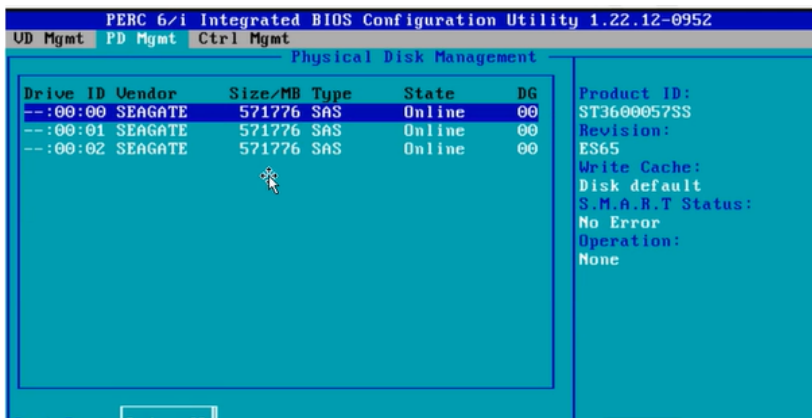 PERC 6/i Integrated BIOS Configuration Utility 1.22.12-0952
VD Mgmt PD Mgmt Ctrl Mgmt
Physical Disk Management
Drive ID Vendor Size/MB Type State DG
--:00:00 SEAGATE 571776 SAS Online 00
--:00:01 SEAGATE 571776 SAS Online 00
--:00:02 SEAGATE 571776 SAS Online 00
Product ID:
ST3600057SS
Revision:
ES65
Write Cache:
Disk default
S.M.A.R.T Status:
No Error
Operation:
None